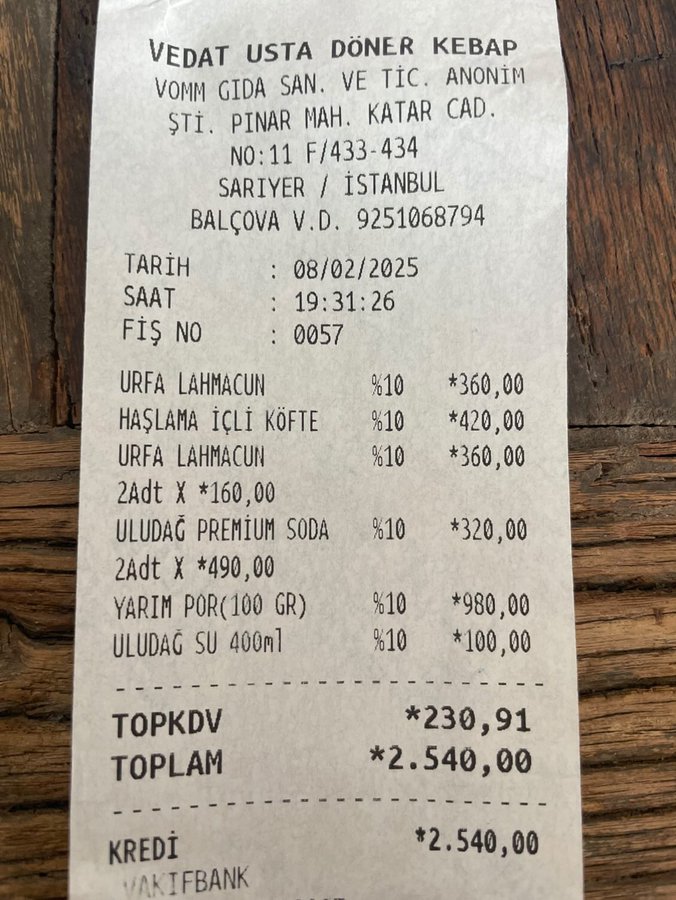 VEDAT USTA DÖNER KEBAP
VOMM GIDA SAN. VE TİC. ANONİM
ŞTİ. PINAR MAH. KATAR CAD.
NO:11 F/433-434
SARIYER / İSTANBUL
BALÇOVA V.D. 9251068794
TARİH : 08/02/2025
SAAT : 19:31:26
FİŞ NO : 0057
URFA LAHMACUN %10 *360,00
HAŞLAMA İÇLİ KÖFTE %10 *420,00
URFA LAHMACUN %10 *360,00
2Adt X *160,00
ULUDAĞ PREMIUM SODA %10 *320,00
2Adt X *490,00
YARIM POR(100 GR) %10 *980,00
ULUDAĞ SU 400ml %10 *100,00
TOPKDV *230,91
TOPLAM *2.540,00
KREDİ *2.540,00
VAKIFBANK